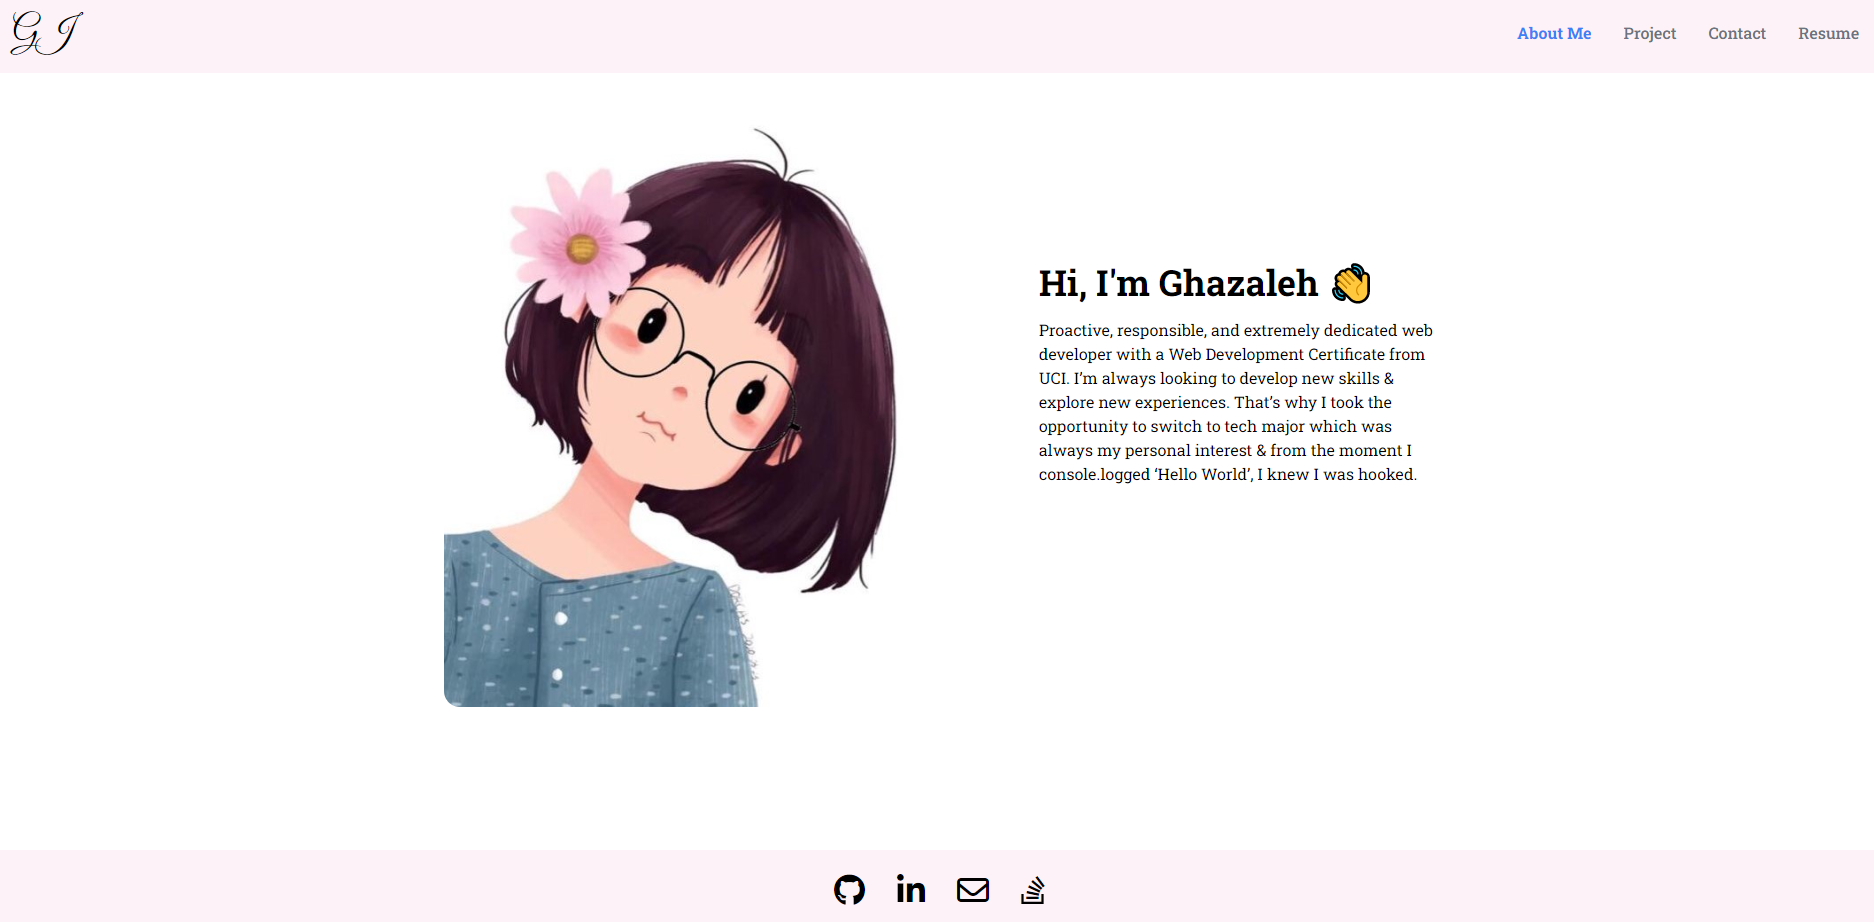 GJ
About Me Project Contact Resume
Hi, I'm Ghazaleh 👋
Proactive, responsible, and extremely dedicated web
developer with a Web Development Certificate from
UCI. I’m always looking to develop new skills &
explore new experiences. That’s why I took the
opportunity to switch to tech major which was
always my personal interest & from the moment I
console.logged ‘Hello World’, I knew I was hooked.
in